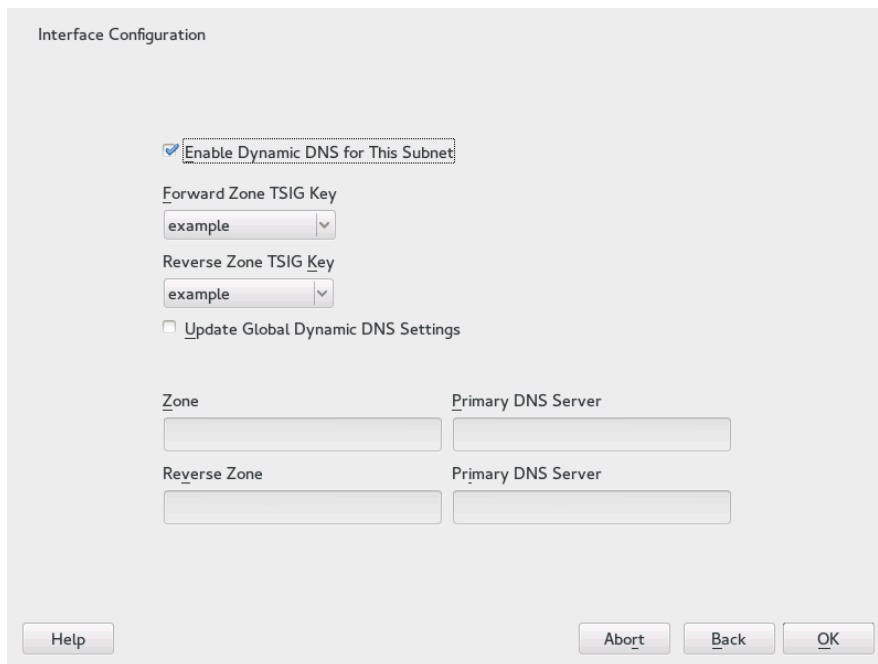 Interface Configuration
Enable Dynamic DNS for This Subnet
Forward Zone TSIG Key
example
Reverse Zone TSIG Key
example
Update Global Dynamic DNS Settings
Zone Primary DNS Server
Reverse Zone Primary DNS Server
Help Abort Back OK